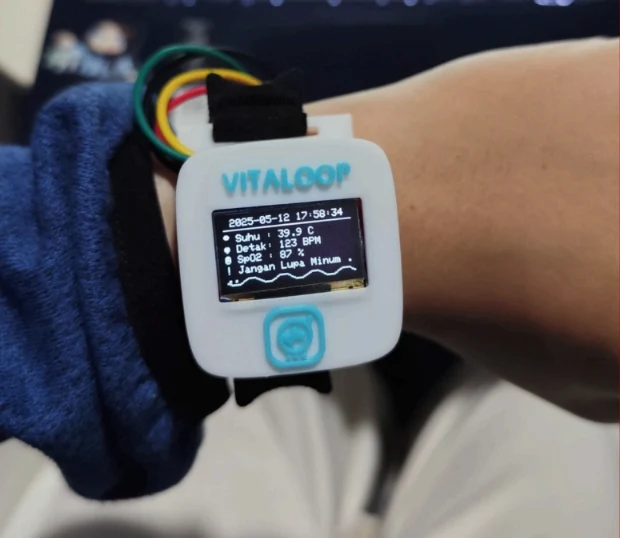 VITALOOP
2025-05-12 17:58:34
Suhu : 39.9 C
Detak: 123 BPM
SpO2 : 87 %
! Jangan Lupa Minum .